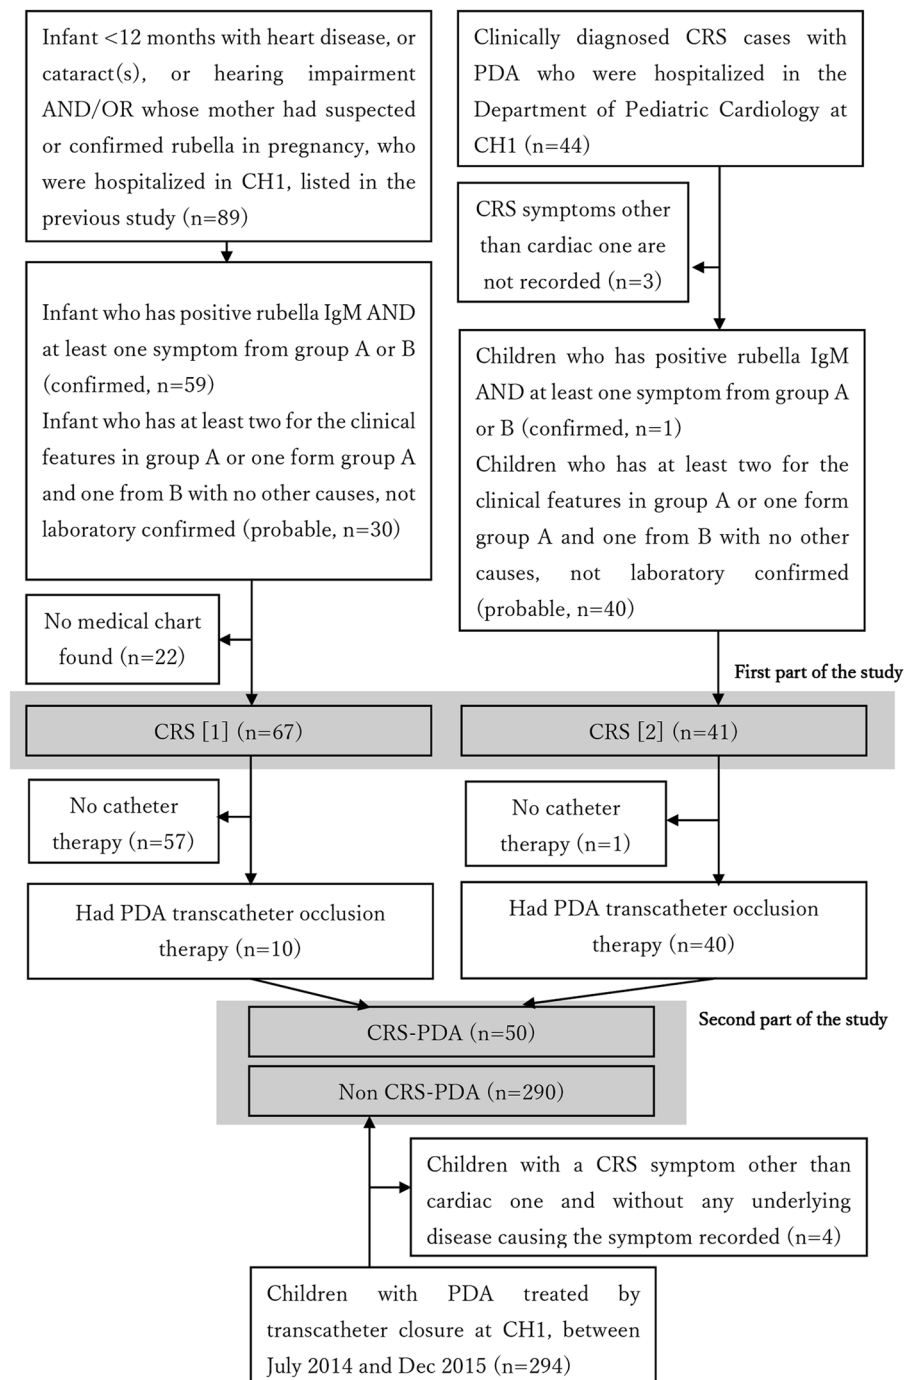 Infant <12 months with heart disease, or
cataract(s), or hearing impairment
AND/OR whose mother had suspected
or confirmed rubella in pregnancy, who
were hospitalized in CH1, listed in the
previous study (n=89)
Clinically diagnosed CRS cases with
PDA who were hospitalized in the
Department of Pediatric Cardiology at
CH1 (n=44)
CRS symptoms other
than cardiac one are
not recorded (n=3)
Infant who has positive rubella IgM AND
at least one symptom from group A or B
(confirmed, n=59)
Infant who has at least two for the clinical
features in group A or one form group A
and one from B with no other causes, not
laboratory confirmed (probable, n=30)
Children who has positive rubella IgM
AND at least one symptom from group A
or B (confirmed, n=1)
Children who has at least two for the
clinical features in group A or one form
group A and one from B with no other
causes, not laboratory confirmed
(probable, n=40)
No medical chart
found (n=22)
First part of the study
CRS [1] (n=67)
CRS [2] (n=41)
No catheter
therapy (n=57)
No catheter
therapy (n=1)
Had PDA transcatheter occlusion
therapy (n=10)
Had PDA transcatheter occlusion
therapy (n=40)
Second part of the study
CRS-PDA (n=50)
Non CRS-PDA (n=290)
Children with a CRS symptom other than
cardiac one and without any underlying
disease causing the symptom recorded (n=4)
Children with PDA treated by
transcatheter closure at CH1, between
July 2014 and Dec 2015 (n=294)